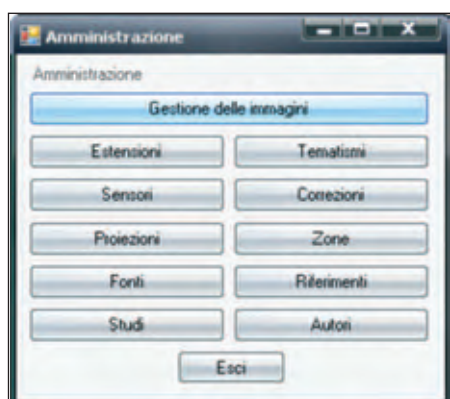 Amministrazione
Amministrazione
Gestione delle immagini
Estensioni Tematismi
Sensori Correzioni
Proiezioni Zone
Fonti Riferimenti
Studi Autori
Esci